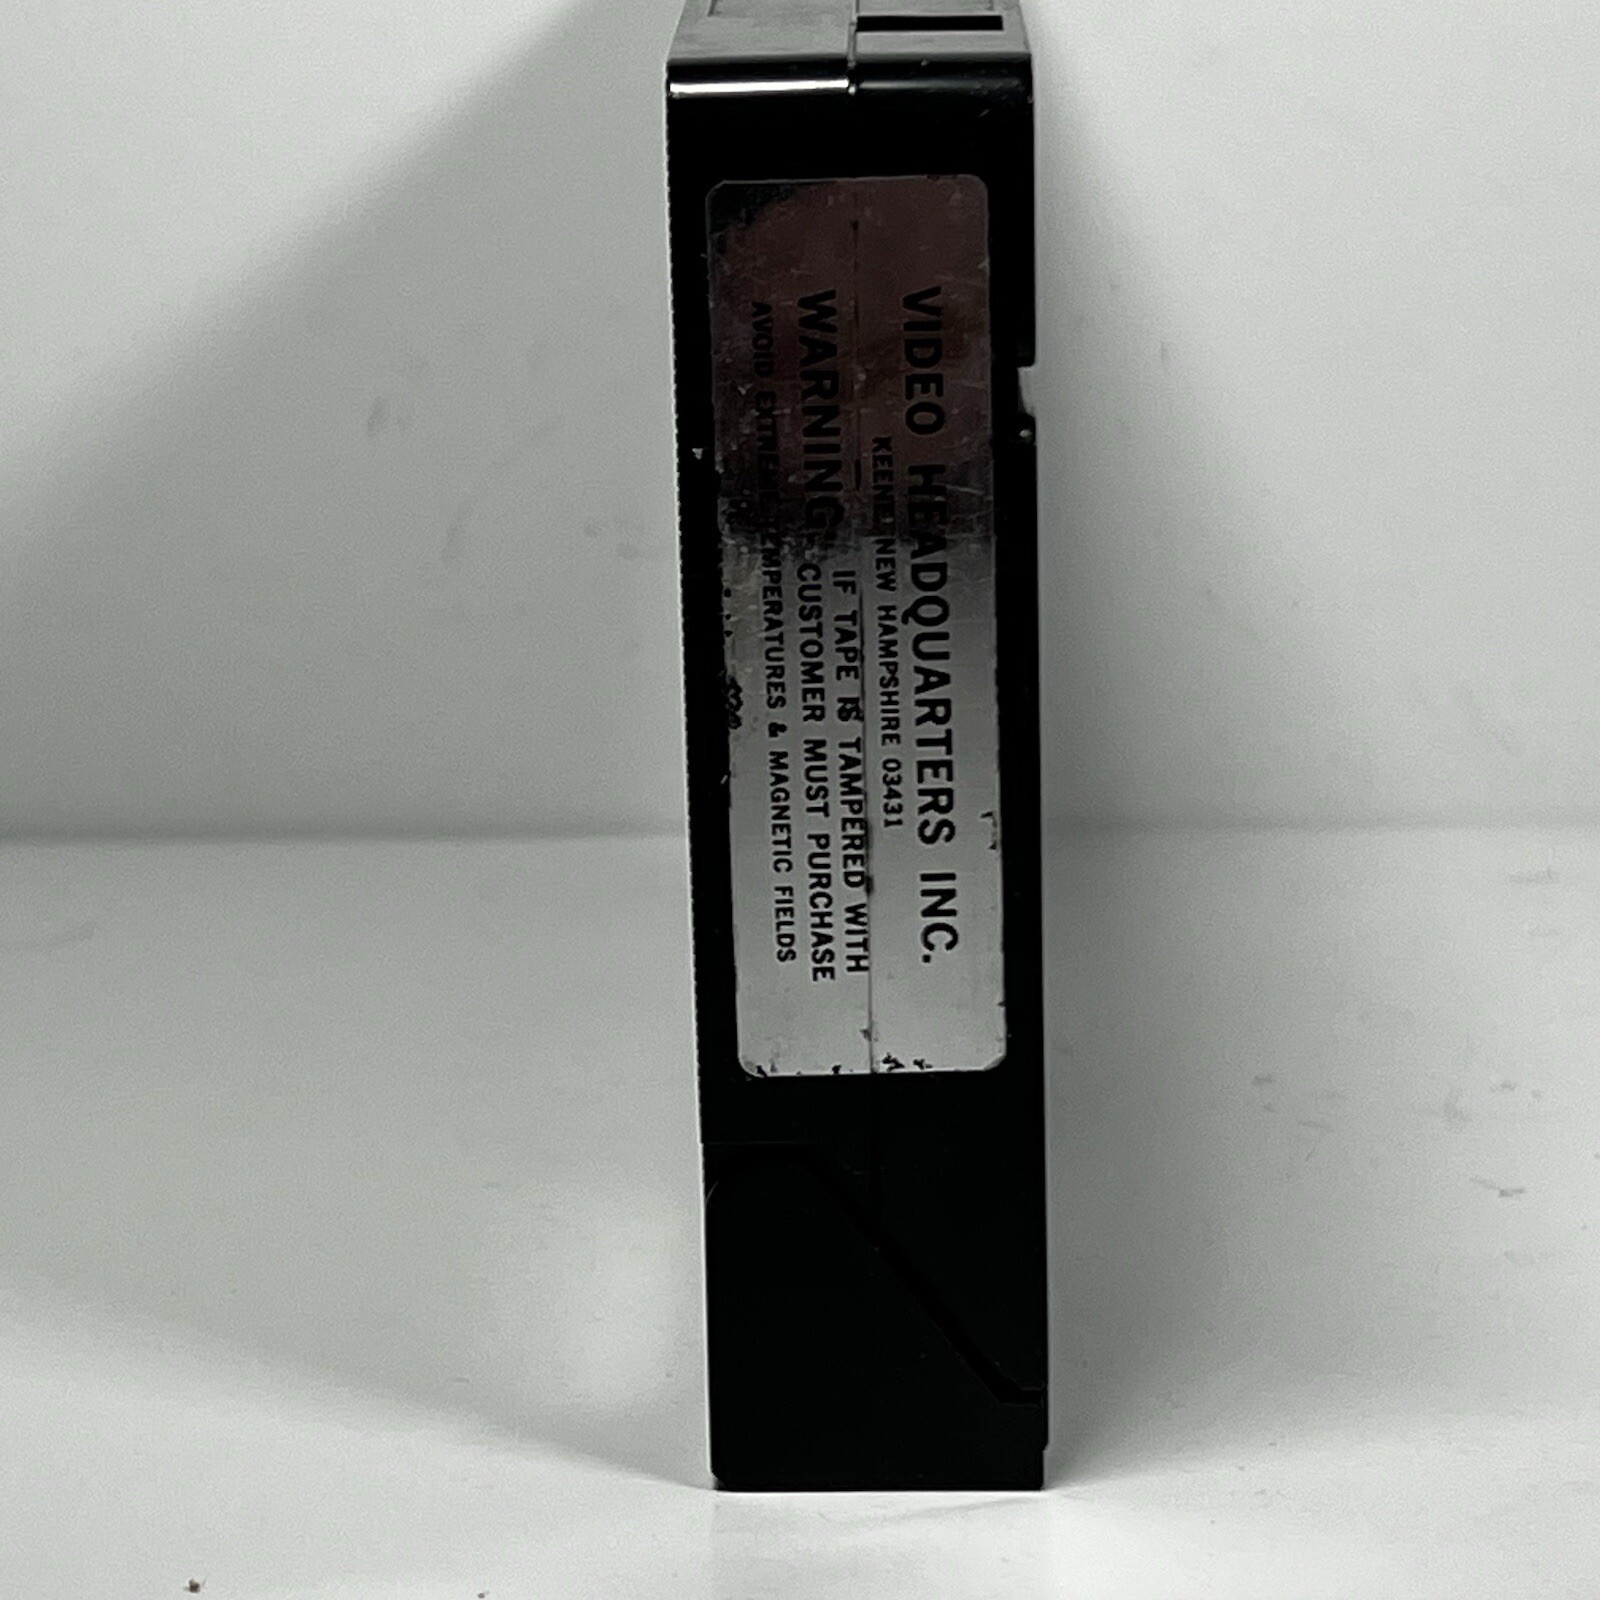 VIDEO HEADQUARTERS INC.
KEENE, NEW HAMPSHIRE 03431
IF TAPE IS TAMPERED WITH
WARNING: CUSTOMER MUST PURCHASE
AVOID EXTREME TEMPERATURES & MAGNETIC FIELDS